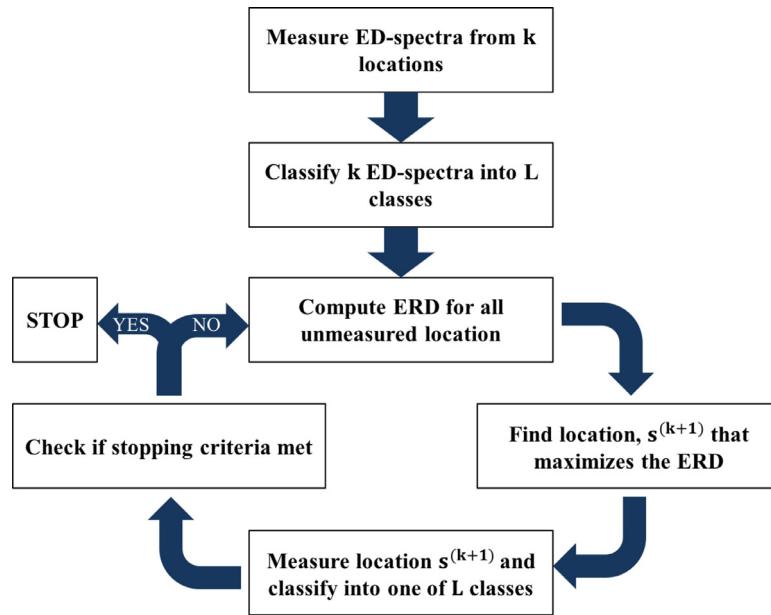 Measure ED-spectra from k
locations
Classify k ED-spectra into L
classes
Compute ERD for all
unmeasured location
STOP
YES
NO
Check if stopping criteria met
Find location, s^(k+1) that
maximizes the ERD
Measure location s^(k+1) and
classify into one of L classes